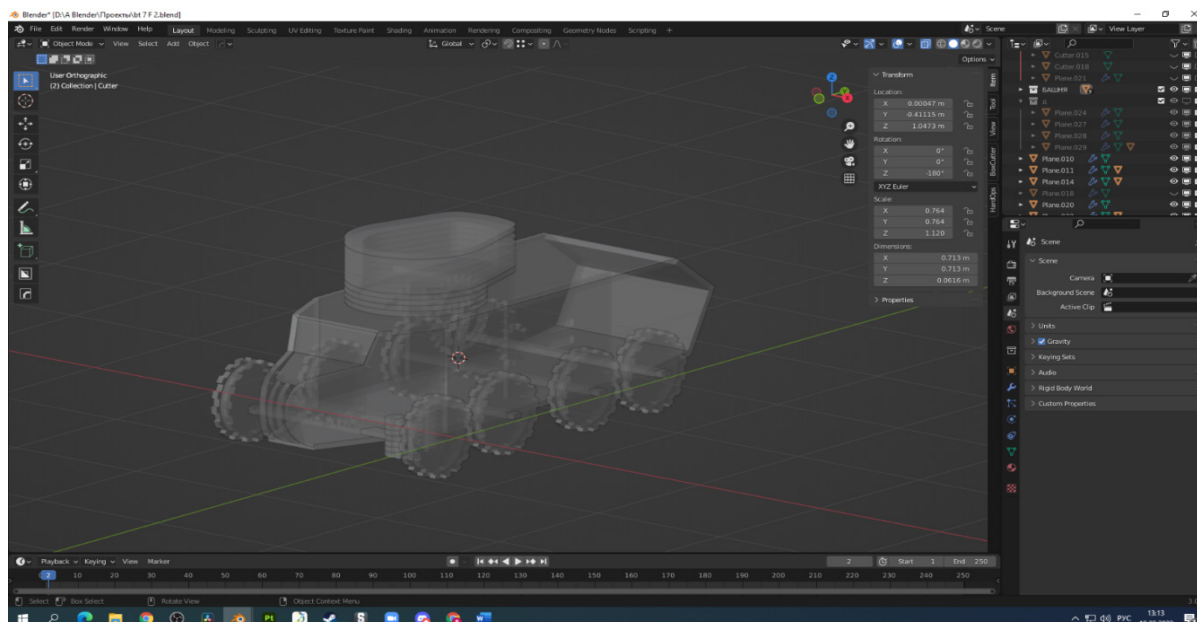 Blender* [D:\A Blender\Проекты\bt 7 F 2.blend]
File Edit Render Window Help Layout Modeling Sculpting UV Editing Texture Paint Shading Animation Rendering Compositing Geometry Nodes Scripting + Scene View Layer
Object Mode View Select Add Object Global
Options
User Orthographic
(2) Collection | Cutter
Transform
Location:
X 0.00047 m
Y -0.41115 m
Z 1.0473 m
Rotation:
X 0°
Y 0°
Z -180°
XYZ Euler
Scale:
X 0.764
Y 0.764
Z 1.120
Dimensions:
X 0.713 m
Y 0.713 m
Z 0.0616 m
Properties
Item
Tool
View
BoxCutter
HardOps
Cutter.015
Cutter.018
Plane.021
БАШНЯ
Plane.024
Plane.027
Plane.028
Plane.029
Plane.010
Plane.011
Plane.014
Plane.018
Plane.020
Scene
Scene
Camera
Background Scene
Active Clip
Units
Gravity
Keying Sets
Audio
Rigid Body World
Custom Properties
Playback Keying View Marker 2 Start 1 End 250
2 10 20 30 40 50 60 70 80 90 100 110 120 130 140 150 160 170 180 190 200 210 220 230 240 250
Select Box Select Rotate View Object Context Menu
РУС 13:13